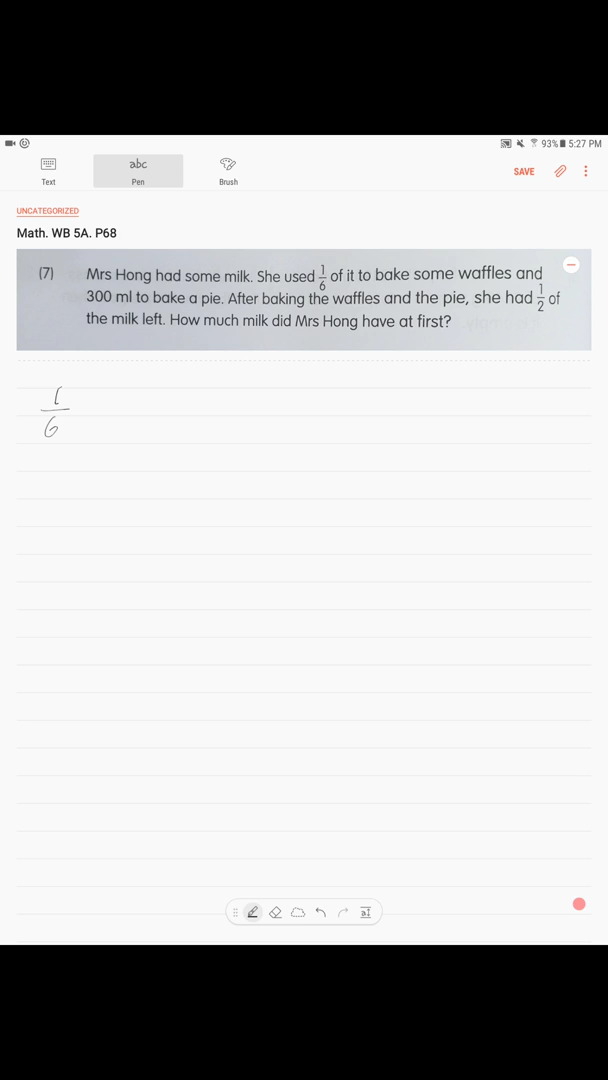 93% 5:27 PM
Text
abc
Pen
Brush
SAVE
UNCATEGORIZED
Math. WB 5A. P68
(7) Mrs Hong had some milk. She used 1/6 of it to bake some waffles and
300 ml to bake a pie. After baking the waffles and the pie, she had 1/2 of
the milk left. How much milk did Mrs Hong have at first?
1/6
aI